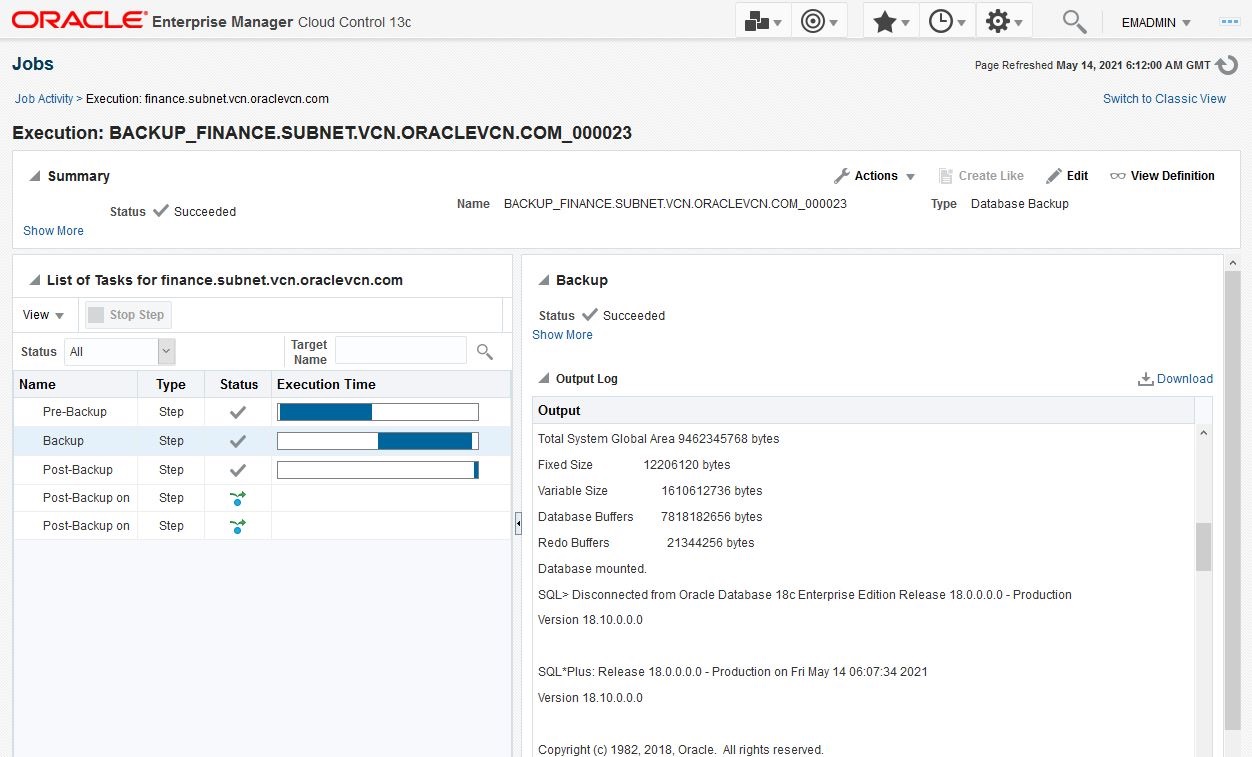 ORACLE® Enterprise Manager Cloud Control 13c
EMADMIN
Jobs
Page Refreshed May 14, 2021 6:12:00 AM GMT
Job Activity > Execution: finance.subnet.vcn.oraclevcn.com
Switch to Classic View
Execution: BACKUP_FINANCE.SUBNET.VCN.ORACLEVCN.COM_000023
Summary
Actions
Create Like
Edit
View Definition
Status Succeeded
Name BACKUP_FINANCE.SUBNET.VCN.ORACLEVCN.COM_000023
Type Database Backup
Show More
List of Tasks for finance.subnet.vcn.oraclevcn.com
View
Stop Step
Status All
Target
Name
Name Type Status Execution Time
Pre-Backup Step
Backup Step
Post-Backup Step
Post-Backup on Step
Post-Backup on Step
Backup
Status Succeeded
Show More
Output Log
Download
Output
Total System Global Area 9462345768 bytes
Fixed Size 12206120 bytes
Variable Size 1610612736 bytes
Database Buffers 7818182656 bytes
Redo Buffers 21344256 bytes
Database mounted.
SQL> Disconnected from Oracle Database 18c Enterprise Edition Release 18.0.0.0.0 - Production
Version 18.10.0.0.0
SQL*Plus: Release 18.0.0.0.0 - Production on Fri May 14 06:07:34 2021
Version 18.10.0.0.0
Copyright (c) 1982, 2018, Oracle. All rights reserved.